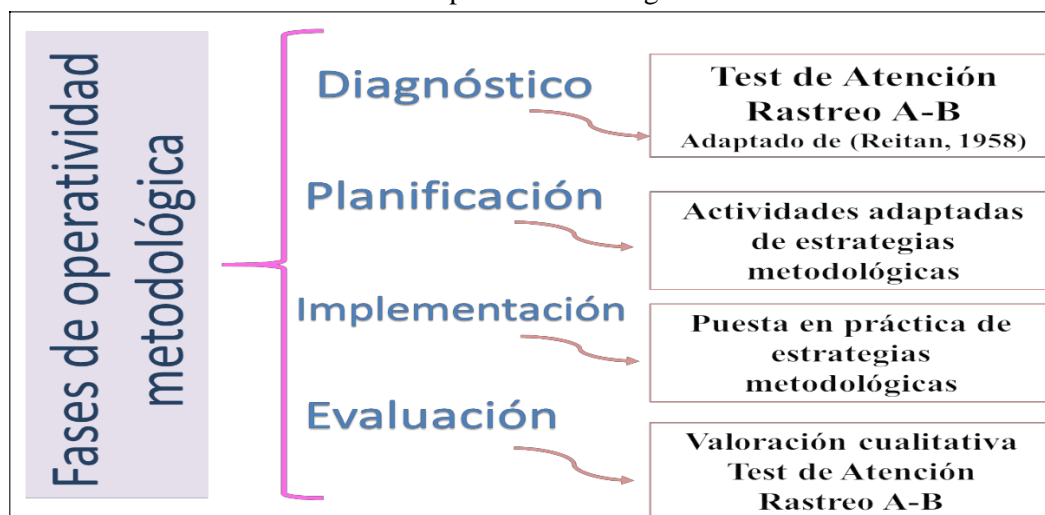 Fases de operatividad
metodológica
Diagnóstico
Test de Atención
Rastreo A-B
Adaptado de (Reitan, 1958)
Planificación
Actividades adaptadas
de estrategias
metodológicas
Implementación
Puesta en práctica de
estrategias
metodológicas
Evaluación
Valoración cualitativa
Test de Atención
Rastreo A-B